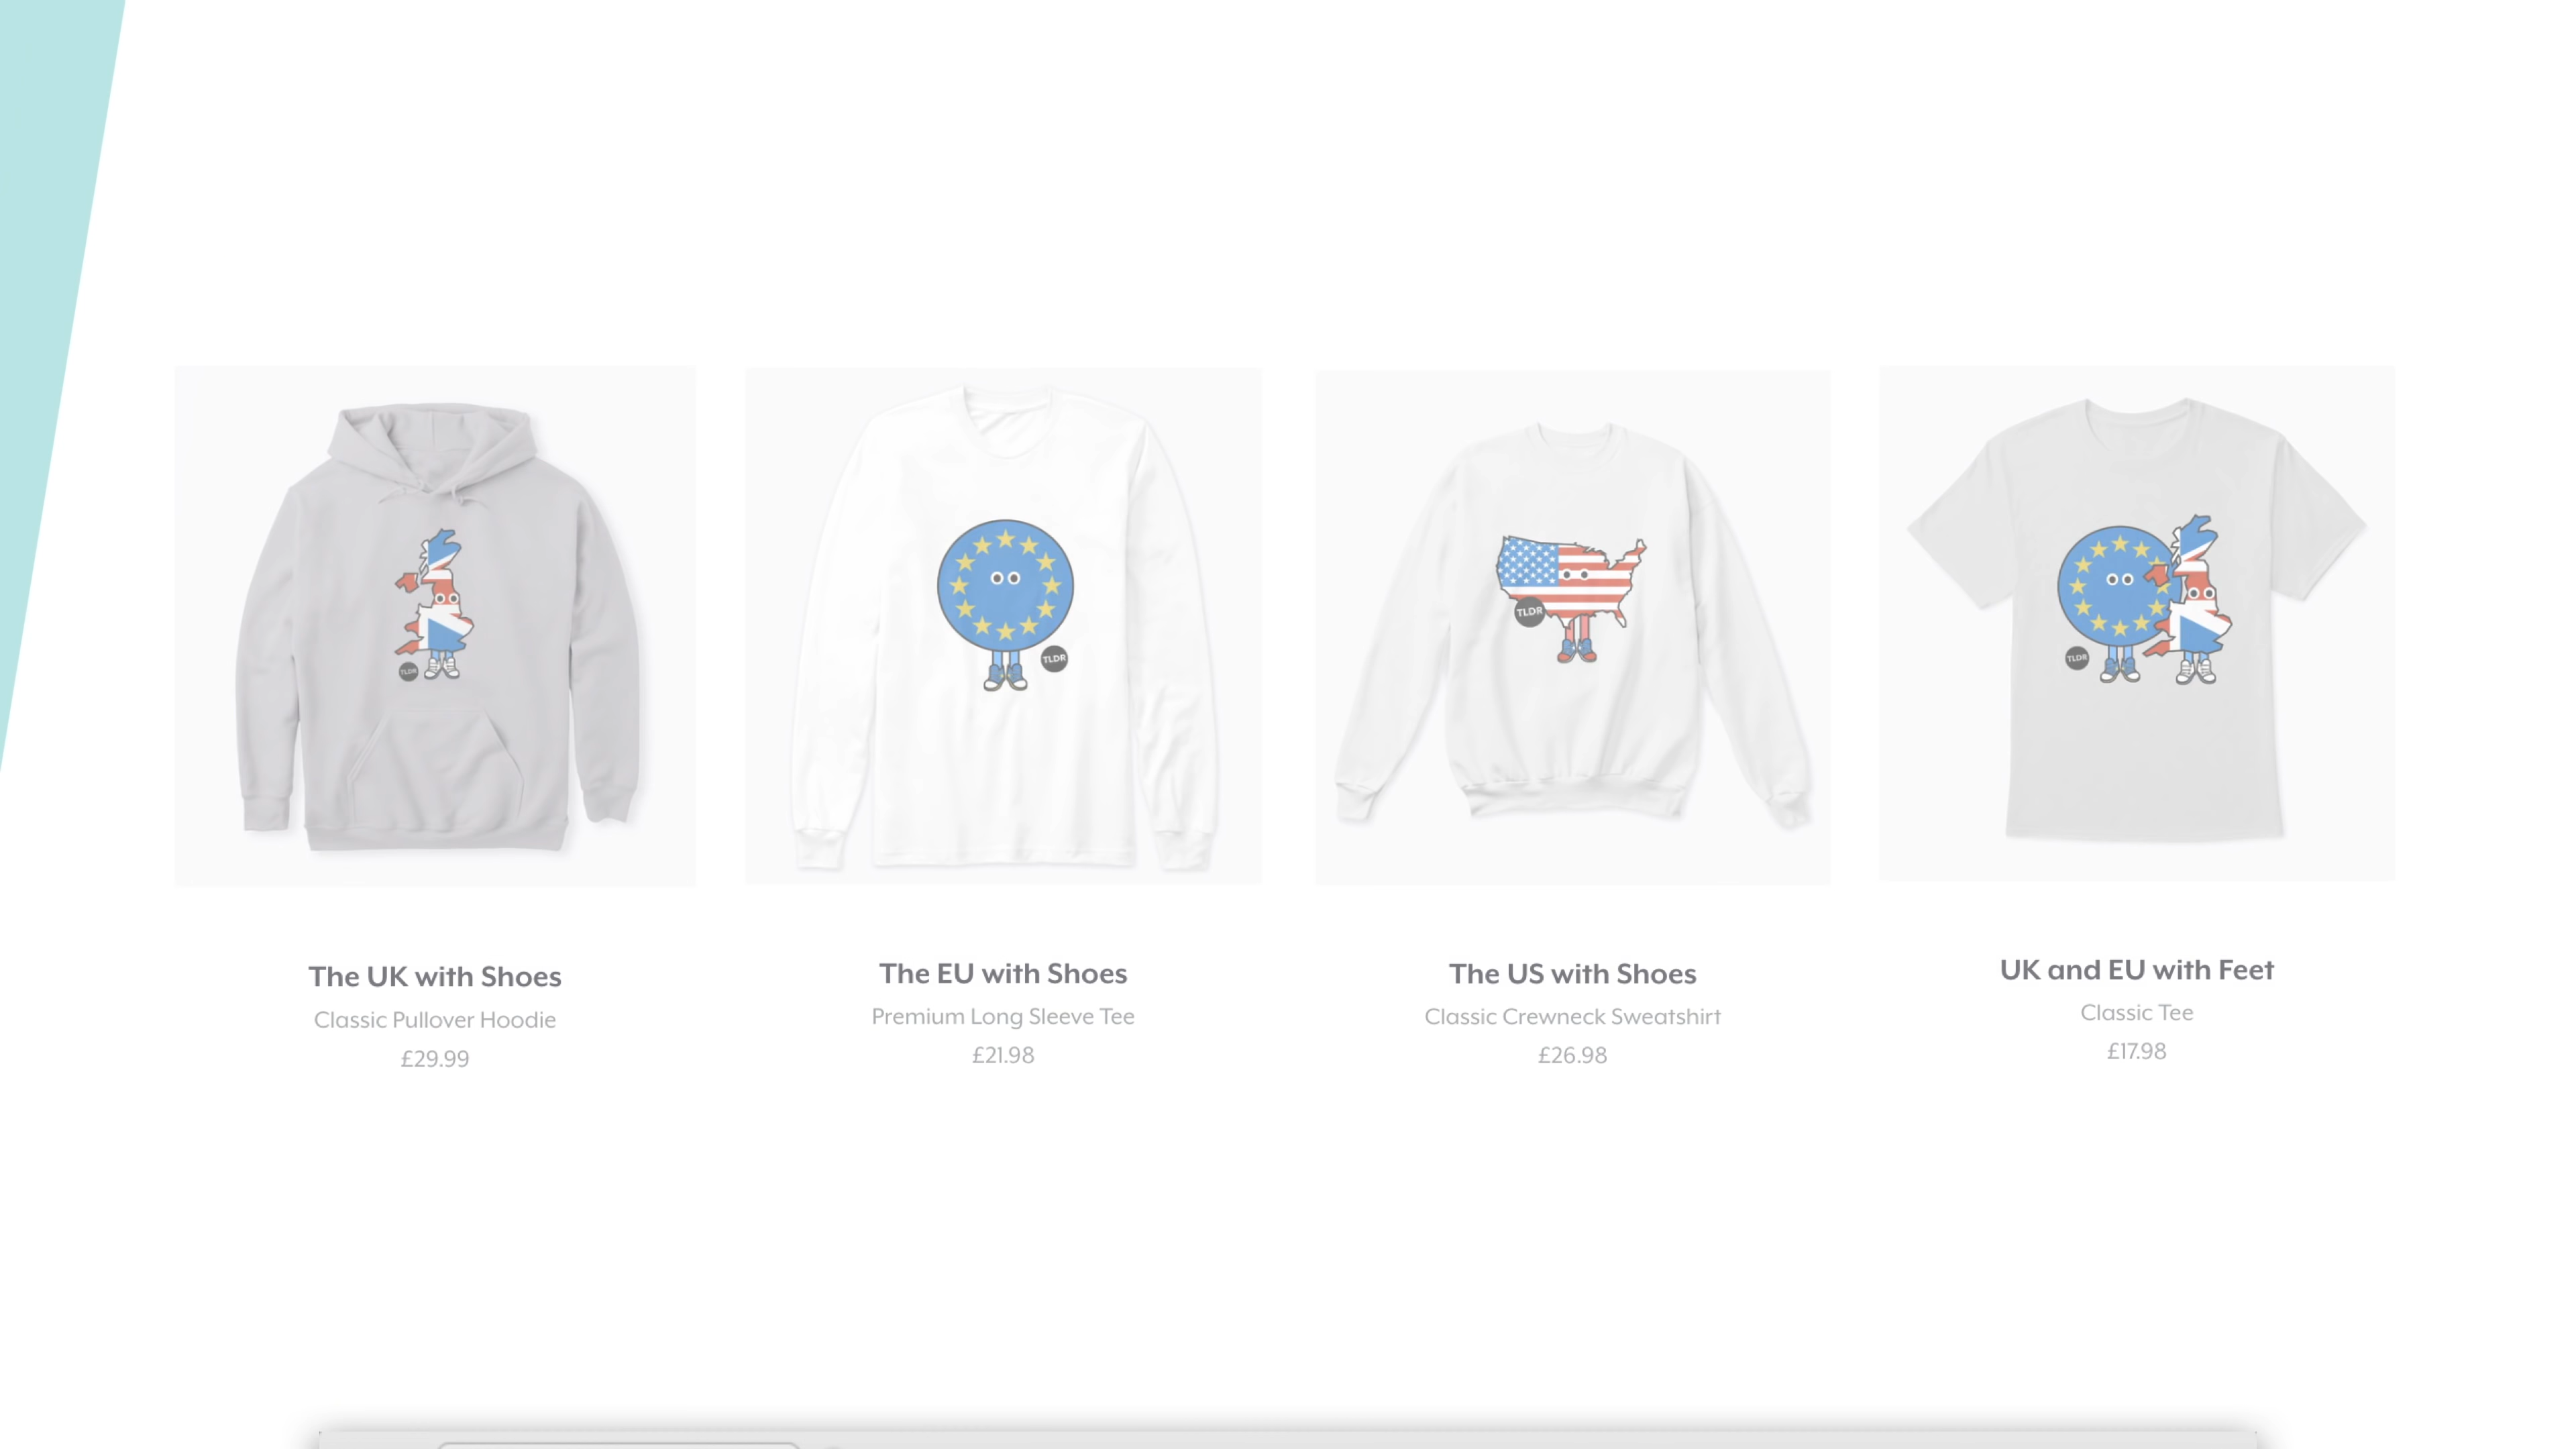 TLDR
TLDR
TLDR
TLDR
The UK with Shoes
Classic Pullover Hoodie
£29.99
The EU with Shoes
Premium Long Sleeve Tee
£21.98
The US with Shoes
Classic Crewneck Sweatshirt
£26.98
UK and EU with Feet
Classic Tee
£17.98